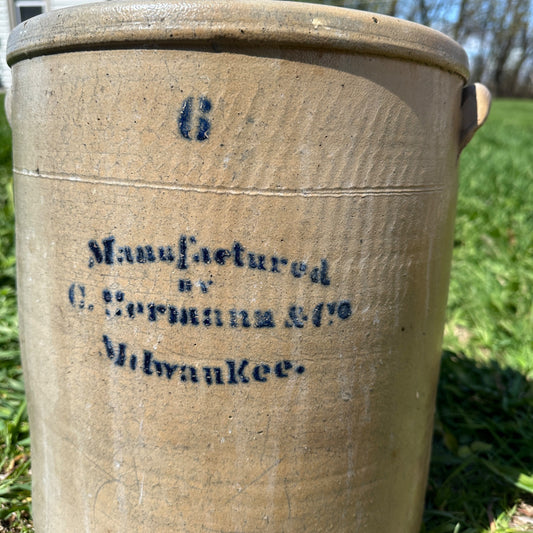 6
Manufactured
BY
C. Hermann & Co
Milwaukee.